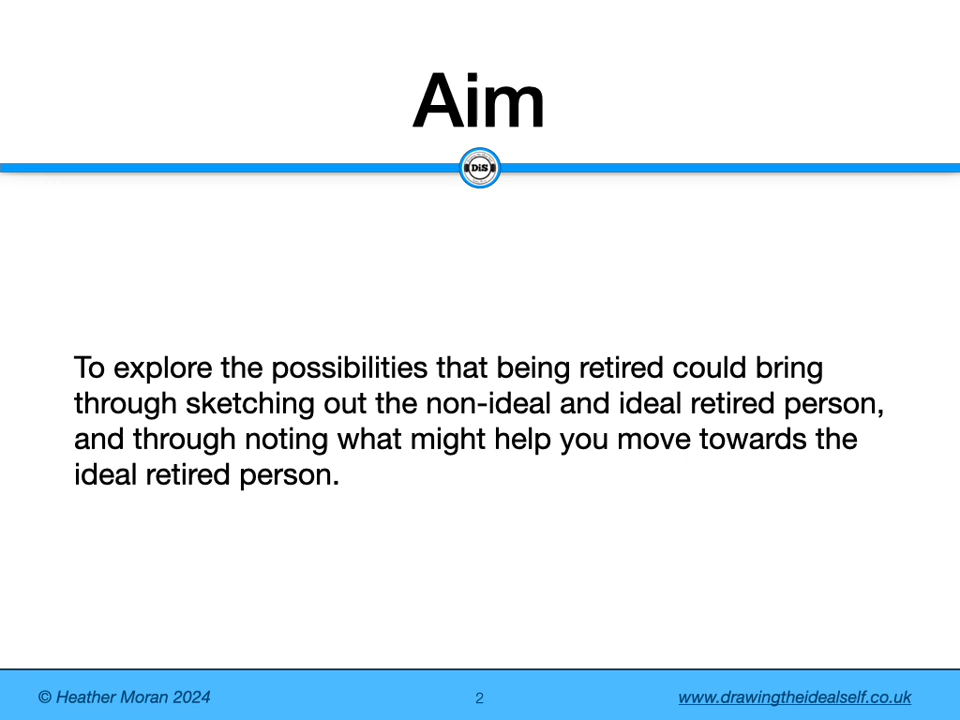 Aim
DiS
To explore the possibilities that being retired could bring
through sketching out the non-ideal and ideal retired person,
and through noting what might help you move towards the
ideal retired person.
© Heather Moran 2024
2
www.drawingtheidealself.co.uk